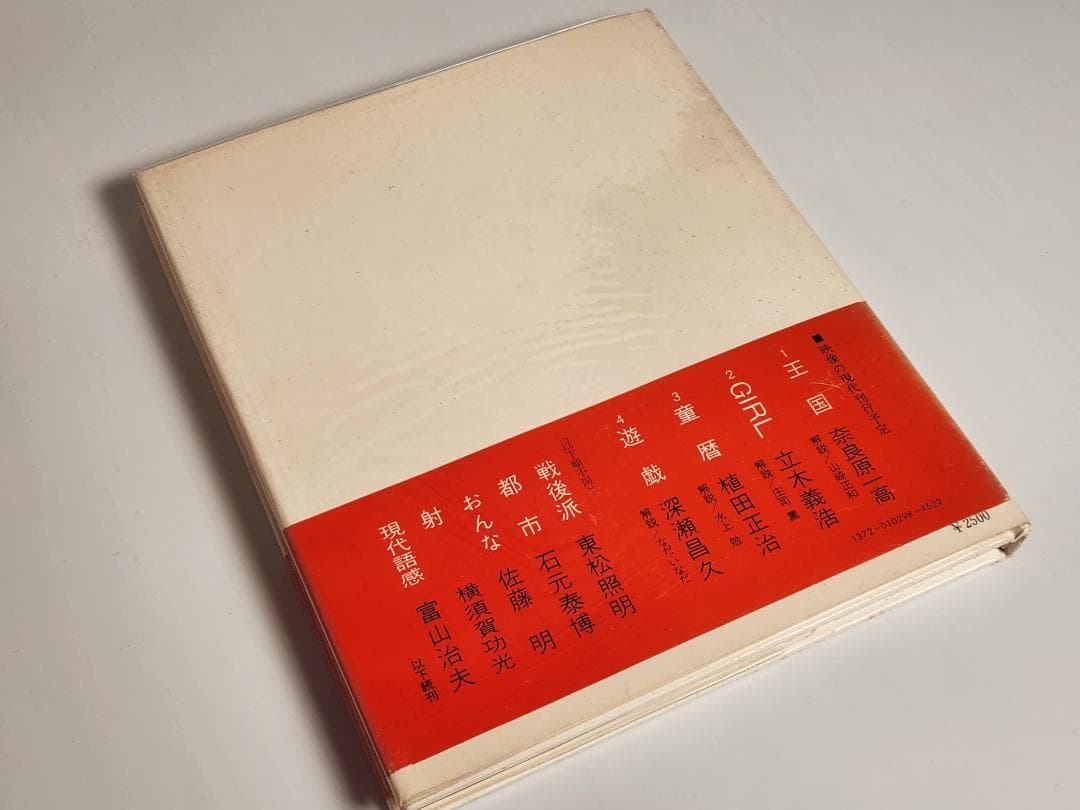 ■映像の現代刊行予定
1 王国 奈良原一高
解説／山崎正和
2 GIRL 立木義浩
解説／庄司 薫
3 童暦 植田正治
解説／水上 勉
4 遊戯 深瀬昌久
解説／なだいなだ
(以下順不同)
戦後派 東松照明
都市 石元泰博
おんな 佐藤 明
射 横須賀功光
現代語感 富山治夫
以下続刊
1372-010298-4622
¥2500